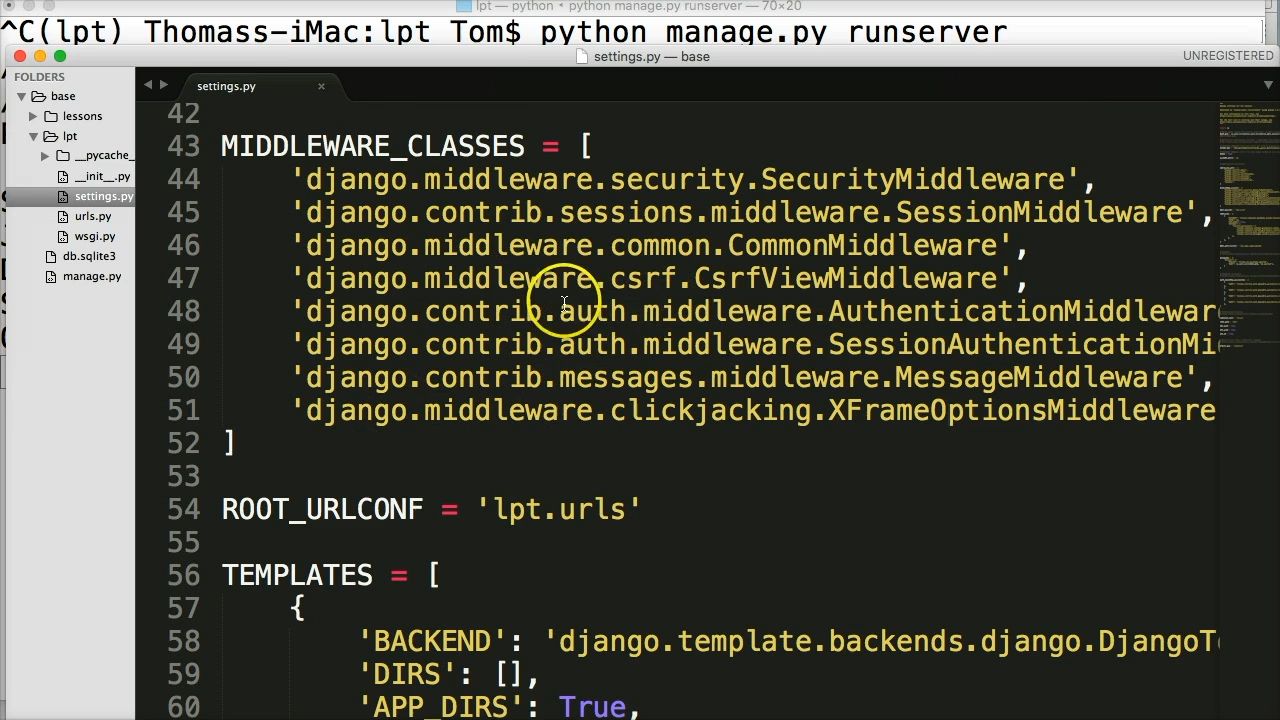 lpt — python • python manage.py runserver — 70×20
^C(lpt) Thomass-iMac:lpt Tom$ python manage.py runserver
settings.py — base
UNREGISTERED
FOLDERS
base
lessons
lpt
__pycache_
__init__.py
settings.py
urls.py
wsgi.py
db.sqlite3
manage.py
settings.py
42
43 MIDDLEWARE_CLASSES = [
44 'django.middleware.security.SecurityMiddleware',
45 'django.contrib.sessions.middleware.SessionMiddleware',
46 'django.middleware.common.CommonMiddleware',
47 'django.middleware.csrf.CsrfViewMiddleware',
48 'django.contrib.auth.middleware.AuthenticationMiddlewar
49 'django.contrib.auth.middleware.SessionAuthenticationMi
50 'django.contrib.messages.middleware.MessageMiddleware',
51 'django.middleware.clickjacking.XFrameOptionsMiddleware
52 ]
53
54 ROOT_URLCONF = 'lpt.urls'
55
56 TEMPLATES = [
57 {
58 'BACKEND': 'django.template.backends.django.DjangoT
59 'DIRS': [],
60 'APP_DIRS': True,